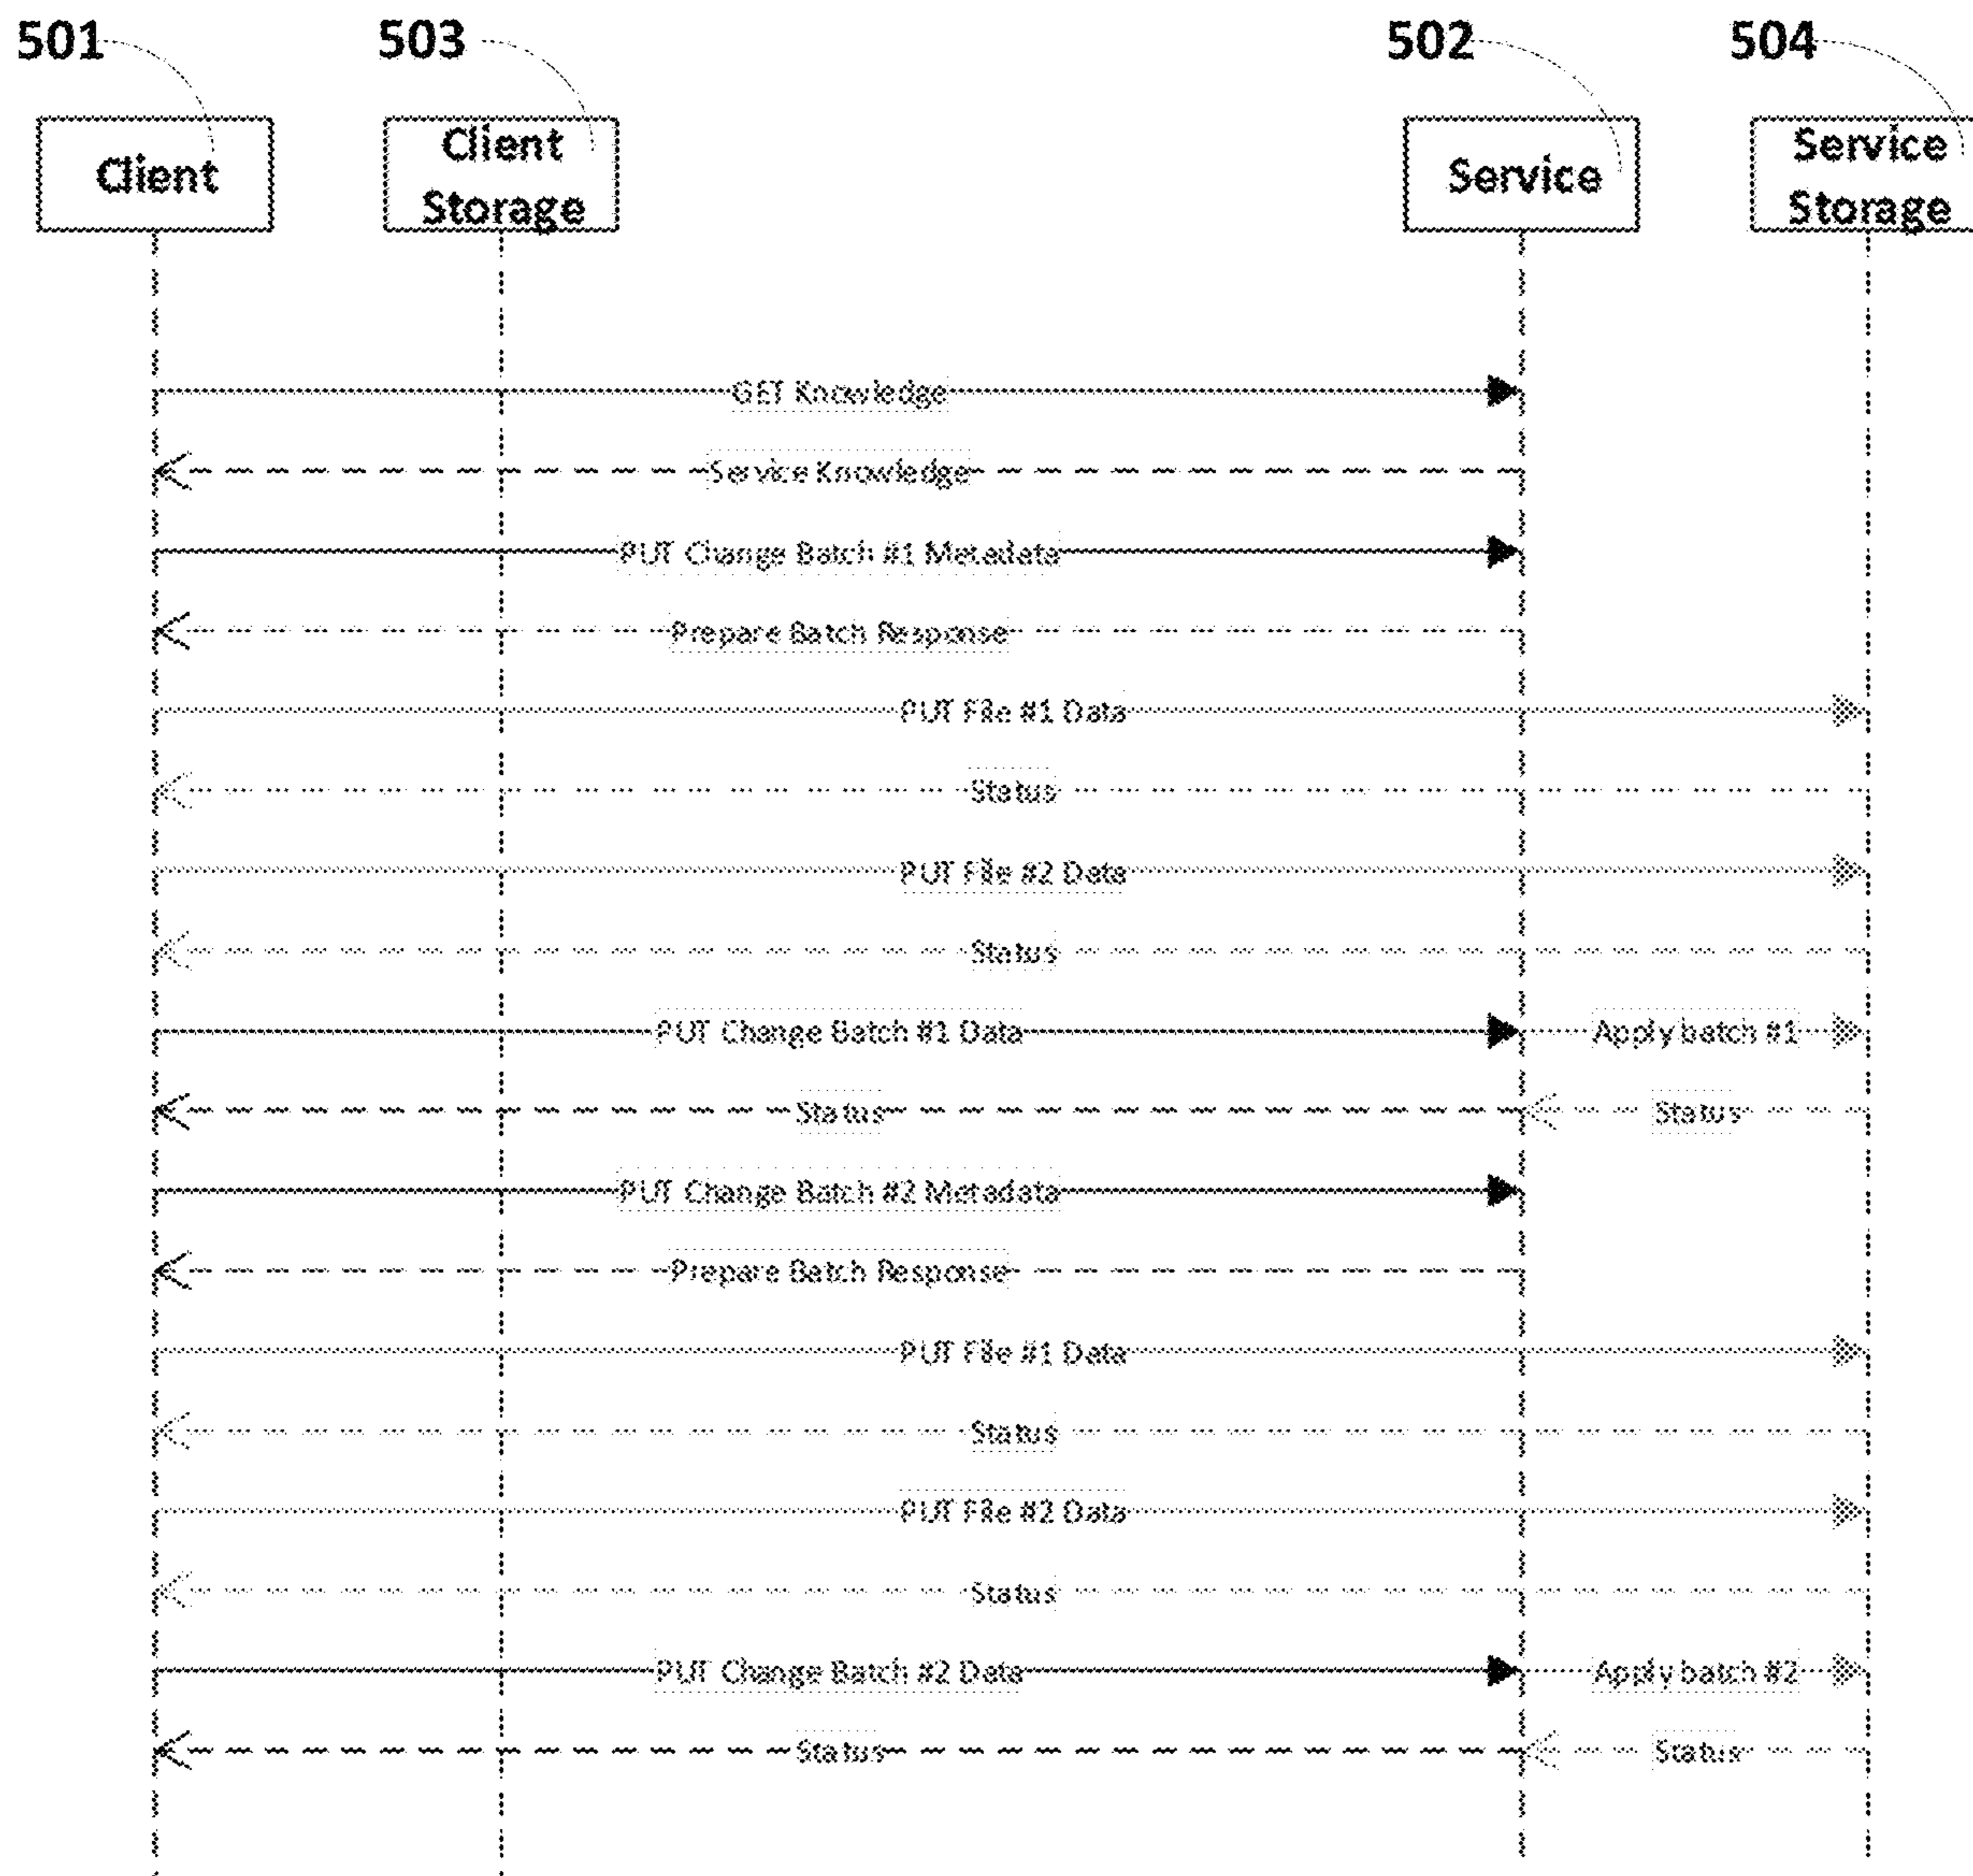 501
503
502
504
Client
Client
Storage
Service
Service
Storage
GET Knowledge
Service Knowledge
PUT Change Batch #1 Metadata
Prepare Batch Response
PUT File #1 Data
Status
PUT File #2 Data
Status
PUT Change Batch #1 Data
Apply batch #1
Status
Status
PUT Change Batch #2 Metadata
Prepare Batch Response
PUT File #1 Data
Status
PUT File #2 Data
Status
PUT Change Batch #2 Data
Apply batch #2
Status
Status